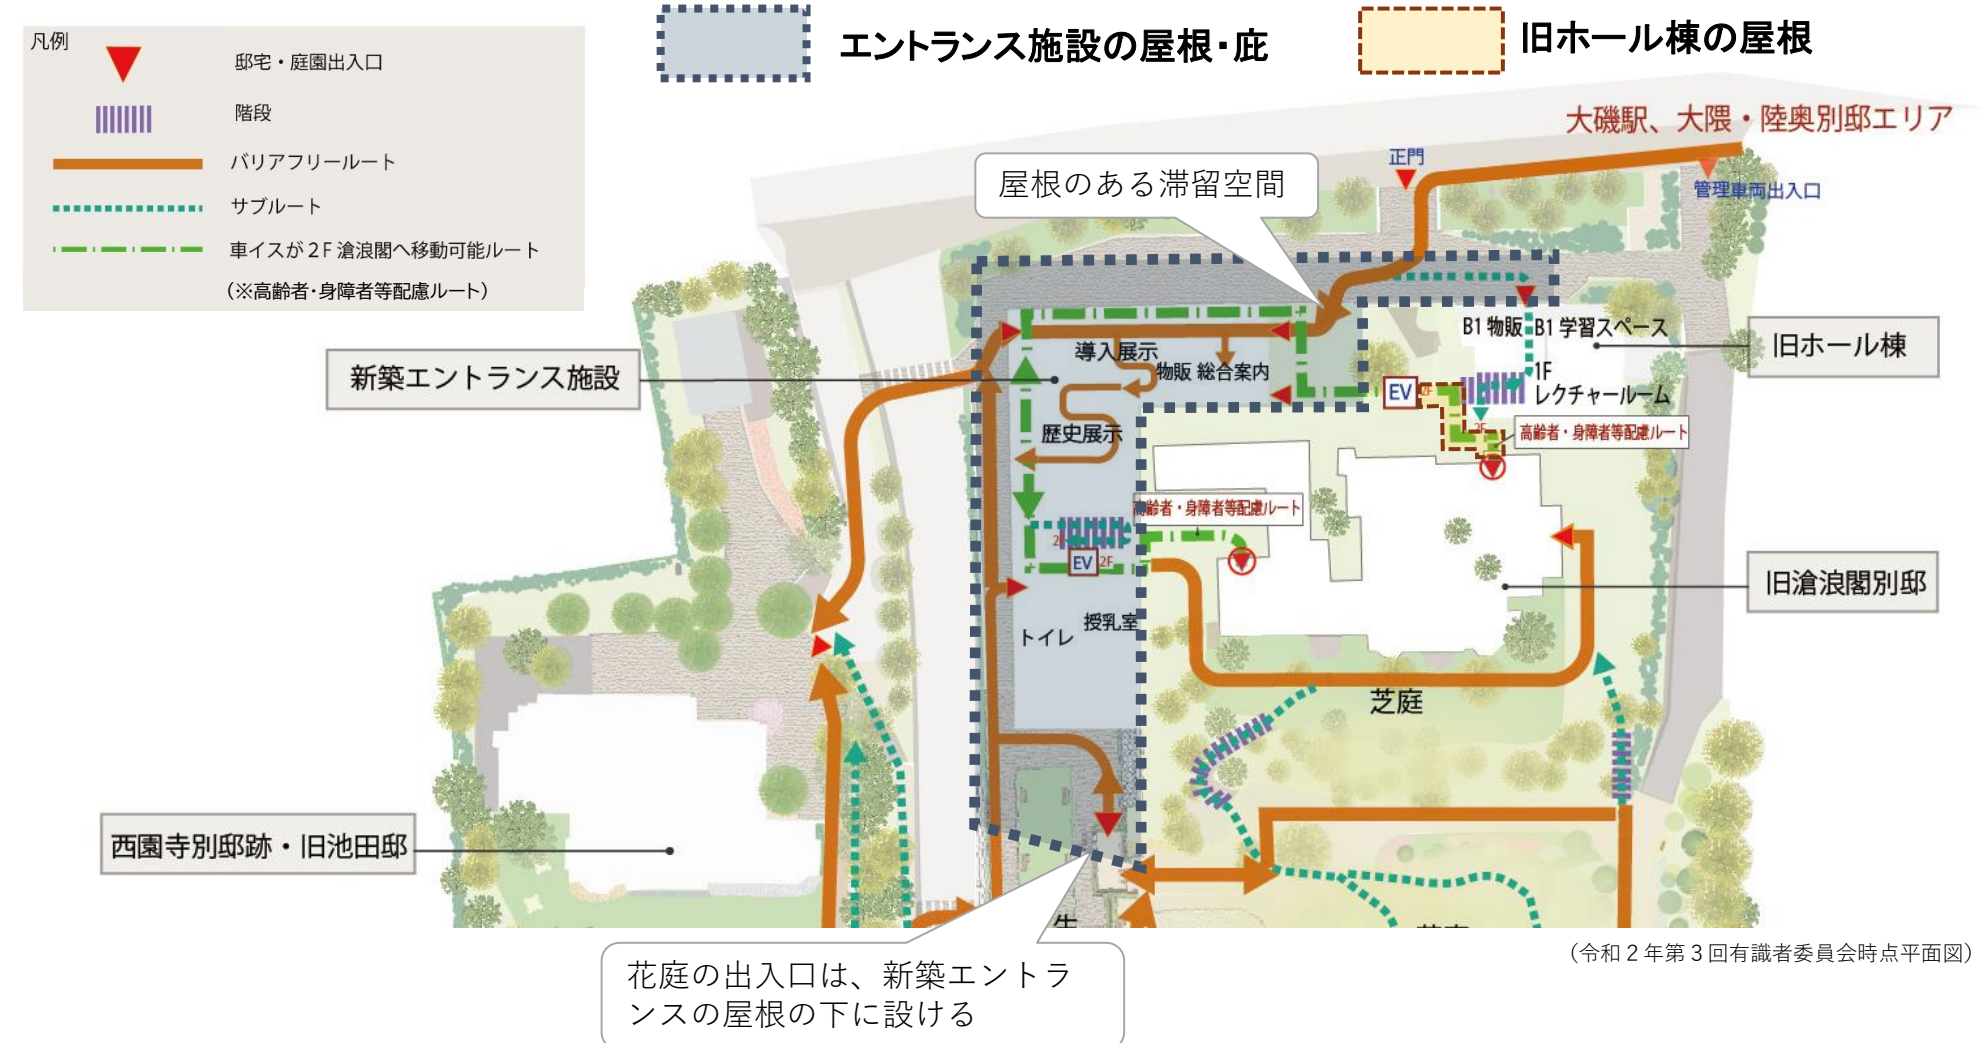 凡例
邸宅・庭園出入口
階段
バリアフリールート
サブルート
車イスが2F 滄浪閣へ移動可能ルート
(※高齢者・身障者等配慮ルート)
エントランス施設の屋根・庇
旧ホール棟の屋根
大磯駅、大隈・陸奥別邸エリア
正門
管理車両出入口
屋根のある滞留空間
B1 物販
B1 学習スペース
旧ホール棟
1F
レクチャールーム
新築エントランス施設
導入展示
物販 総合案内
EV
2F
2F
高齢者・身障者等配慮ルート
歴史展示
高齢者・身障者等配慮ルート
2F
EV
2F
旧滄浪閣別邸
授乳室
トイレ
芝庭
西園寺別邸跡・旧池田邸
(令和2年第3回有識者委員会時点平面図)
花庭の出入口は、新築エントラ
ンスの屋根の下に設ける